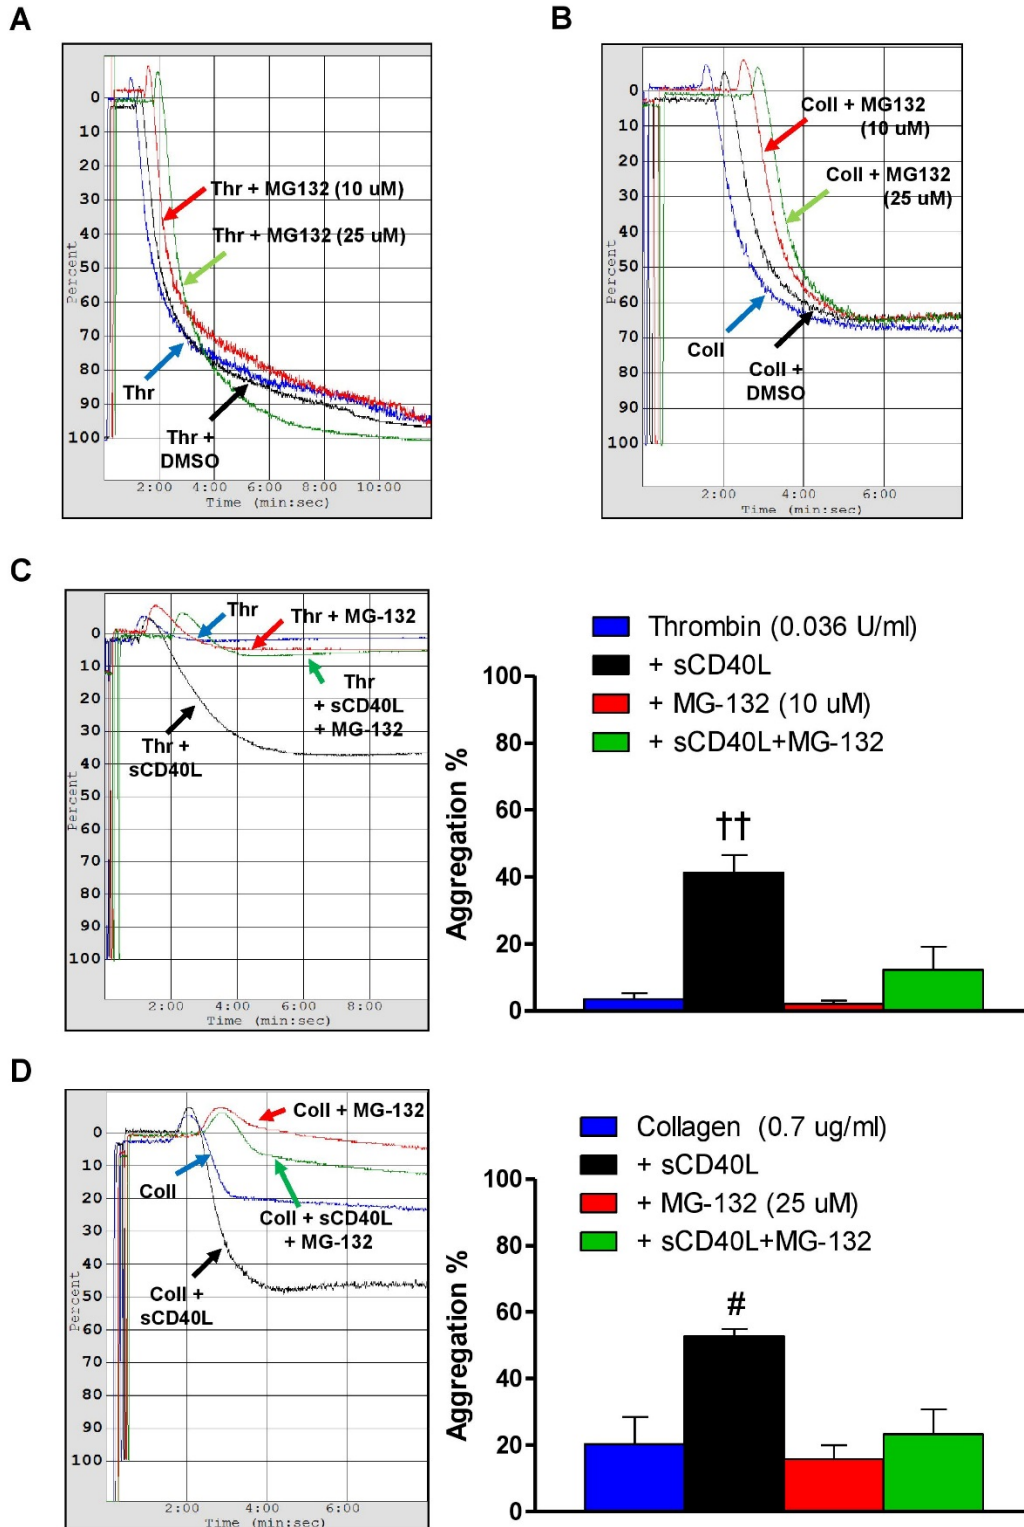 A
0
10
20
30
40
50
60
70
80
90
100
Percent
Thr + MG132 (10 uM)
Thr + MG132 (25 uM)
Thr
Thr +
DMSO
2:00 4:00 6:00 8:00 10:00
Time (min:sec)
B
0
10
20
30
40
50
60
70
80
90
100
Percent
Coll + MG132
(10 uM)
Coll + MG132
(25 uM)
Coll
Coll +
DMSO
2:00 4:00 6:00
Time (min:sec)
C
0
10
20
30
40
50
60
70
80
90
100
Percent
Thr
Thr + MG-132
Thr
+ sCD40L
+ MG-132
Thr +
sCD40L
2:00 4:00 6:00 8:00
Time (min:sec)
Thrombin (0.036 U/ml)
+ sCD40L
+ MG-132 (10 uM)
+ sCD40L+MG-132
Aggregation %
100
80
60
40
20
0
††
D
0
10
20
30
40
50
60
70
80
90
100
Percent
Coll + MG-132
Coll
Coll + sCD40L
+ MG-132
Coll +
sCD40L
2:00 4:00 6:00
Time (min:sec)
Collagen (0.7 ug/ml)
+ sCD40L
+ MG-132 (25 uM)
+ sCD40L+MG-132
Aggregation %
100
80
60
40
20
0
#